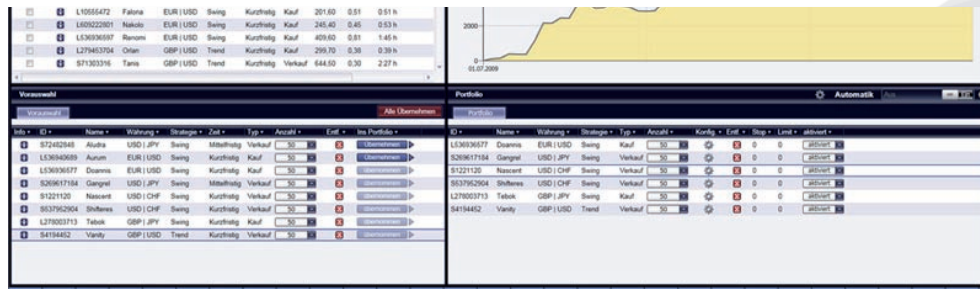 L10555472 Falona EUR | USD Swing Kurzfristig Kauf 201,60 0,51 0:51 h
L609222801 Nakolo EUR | USD Swing Kurzfristig Kauf 245,40 0,45 0:53 h
L536936597 Renomi EUR | USD Swing Kurzfristig Kauf 409,60 0,81 1:45 h
L279453704 Orlan GBP | USD Trend Kurzfristig Kauf 299,70 0,38 0:39 h
S71303316 Tanis GBP | USD Trend Kurzfristig Verkauf 644,50 0,30 2:27 h
2000
0
01.07.2009
Vorauswahl
Vorauswahl
Alle Übernehmen
Info ID Name Währung Strategie Zeit Typ Anzahl Entf. Ins Portfolio
S72482848 Aludra USD | JPY Swing Mittelfristig Verkauf 50 Übernehmen
L536940689 Aurum EUR | USD Swing Kurzfristig Kauf 50 Übernehmen
L536936577 Doannis EUR | USD Swing Kurzfristig Kauf 50 Übernehmen
S269617184 Gangrel USD | JPY Swing Mittelfristig Verkauf 50 Übernehmen
S1221120 Nascent USD | CHF Swing Kurzfristig Verkauf 50 Übernehmen
S537952904 Shifteres USD | CHF Swing Kurzfristig Verkauf 50 Übernehmen
L278003713 Tebok GBP | JPY Swing Kurzfristig Kauf 50 Übernehmen
S4194452 Vanity GBP | USD Trend Kurzfristig Verkauf 50 Übernehmen
Portfolio
Automatik Aus
Portfolio
ID Name Währung Strategie Typ Anzahl Konfig. Entf. Stop Limit aktiviert
L536936577 Doannis EUR | USD Swing Kauf 50 0 0 aktiviert
S269617184 Gangrel USD | JPY Swing Verkauf 50 0 0 aktiviert
S1221120 Nascent USD | CHF Swing Verkauf 50 0 0 aktiviert
S537952904 Shifteres USD | CHF Swing Verkauf 50 0 0 aktiviert
L278003713 Tebok GBP | JPY Swing Kauf 50 0 0 aktiviert
S4194452 Vanity GBP | USD Trend Verkauf 50 0 0 aktiviert